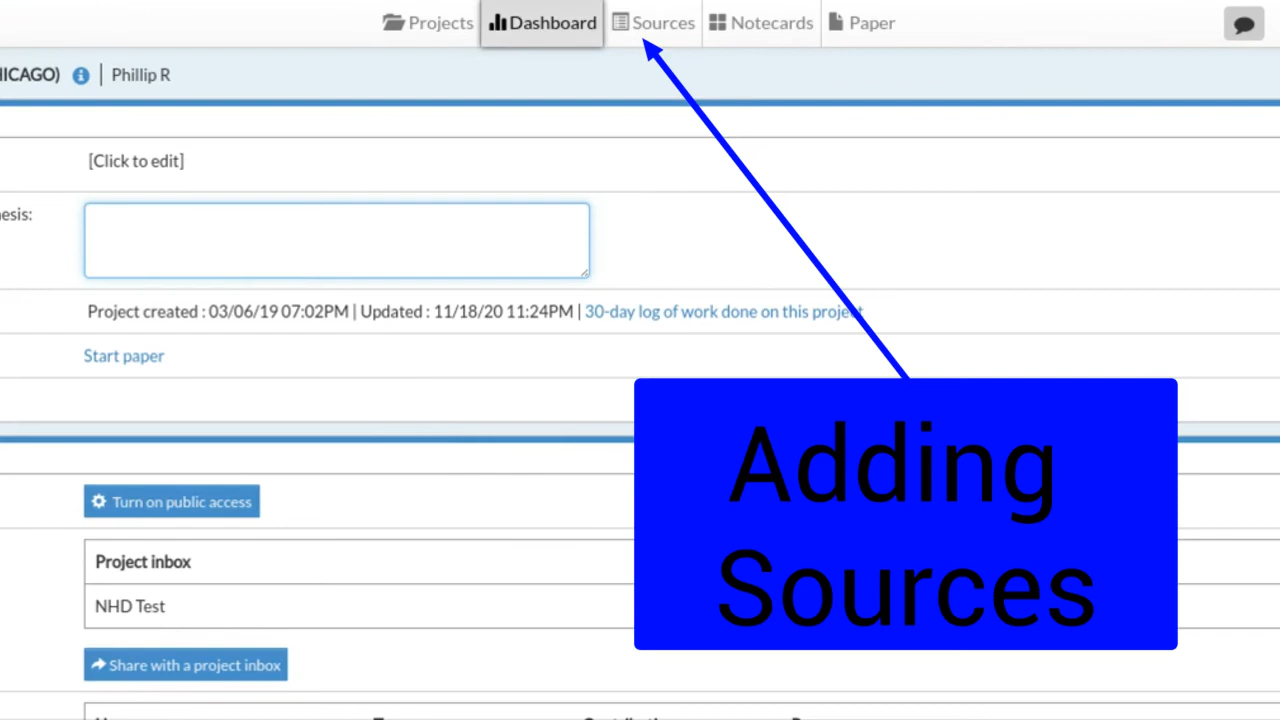 Projects Dashboard Sources Notecards Paper
HICAGO) | Phillip R
[Click to edit]
esis:
Project created : 03/06/19 07:02PM | Updated : 11/18/20 11:24PM | 30-day log of work done on this project
Start paper
Adding
Sources
Turn on public access
Project inbox
NHD Test
Share with a project inbox